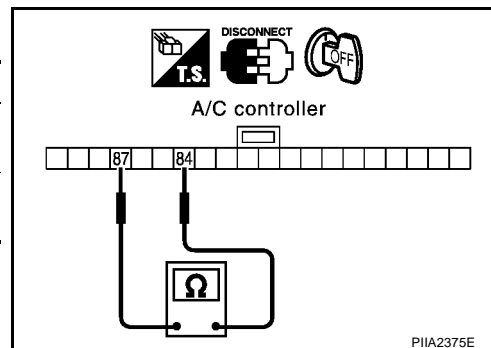 DISCONNECT
T.S.
OFF
A/C controller
87 84
Ω
PIIA2375E